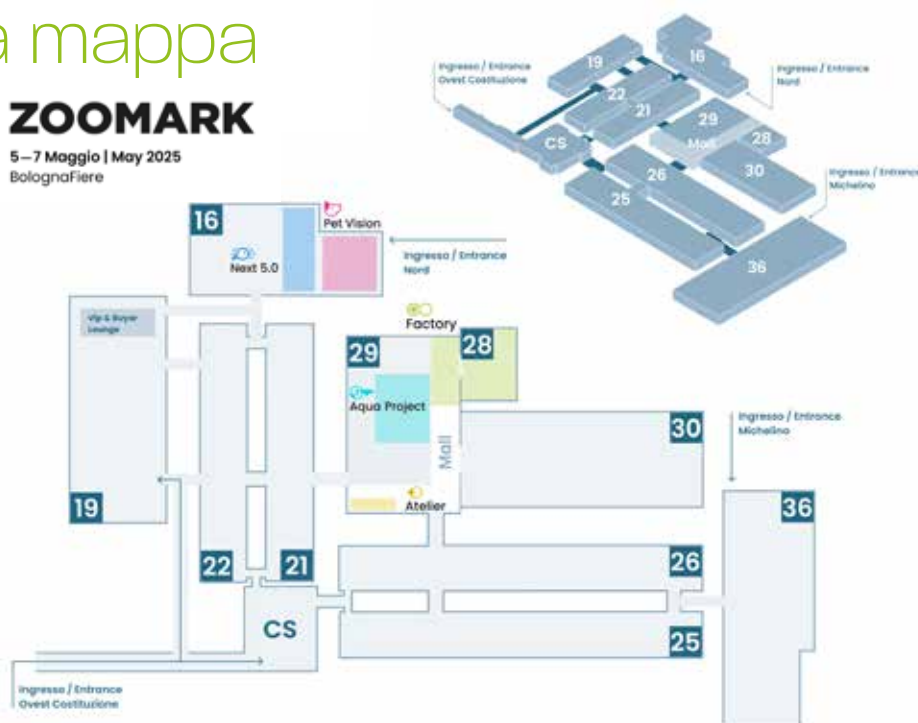 a mappa
ZOOMARK
5–7 Maggio | May 2025
BolognaFiere
Ingresso / Entrance
Ovest Costituzione
19
16
Ingresso / Entrance
Nord
22
21
29
28
Mall
CS
26
30
25
Ingresso / Entrance
Michelino
36
16
Pet Vision
Next 5.0
Ingresso / Entrance
Nord
Vip & Buyer
Lounge
Factory
29
28
Aqua Project
Mall
30
Ingresso / Entrance
Michelino
19
Atelier
36
22
21
26
CS
25
Ingresso / Entrance
Ovest Costituzione